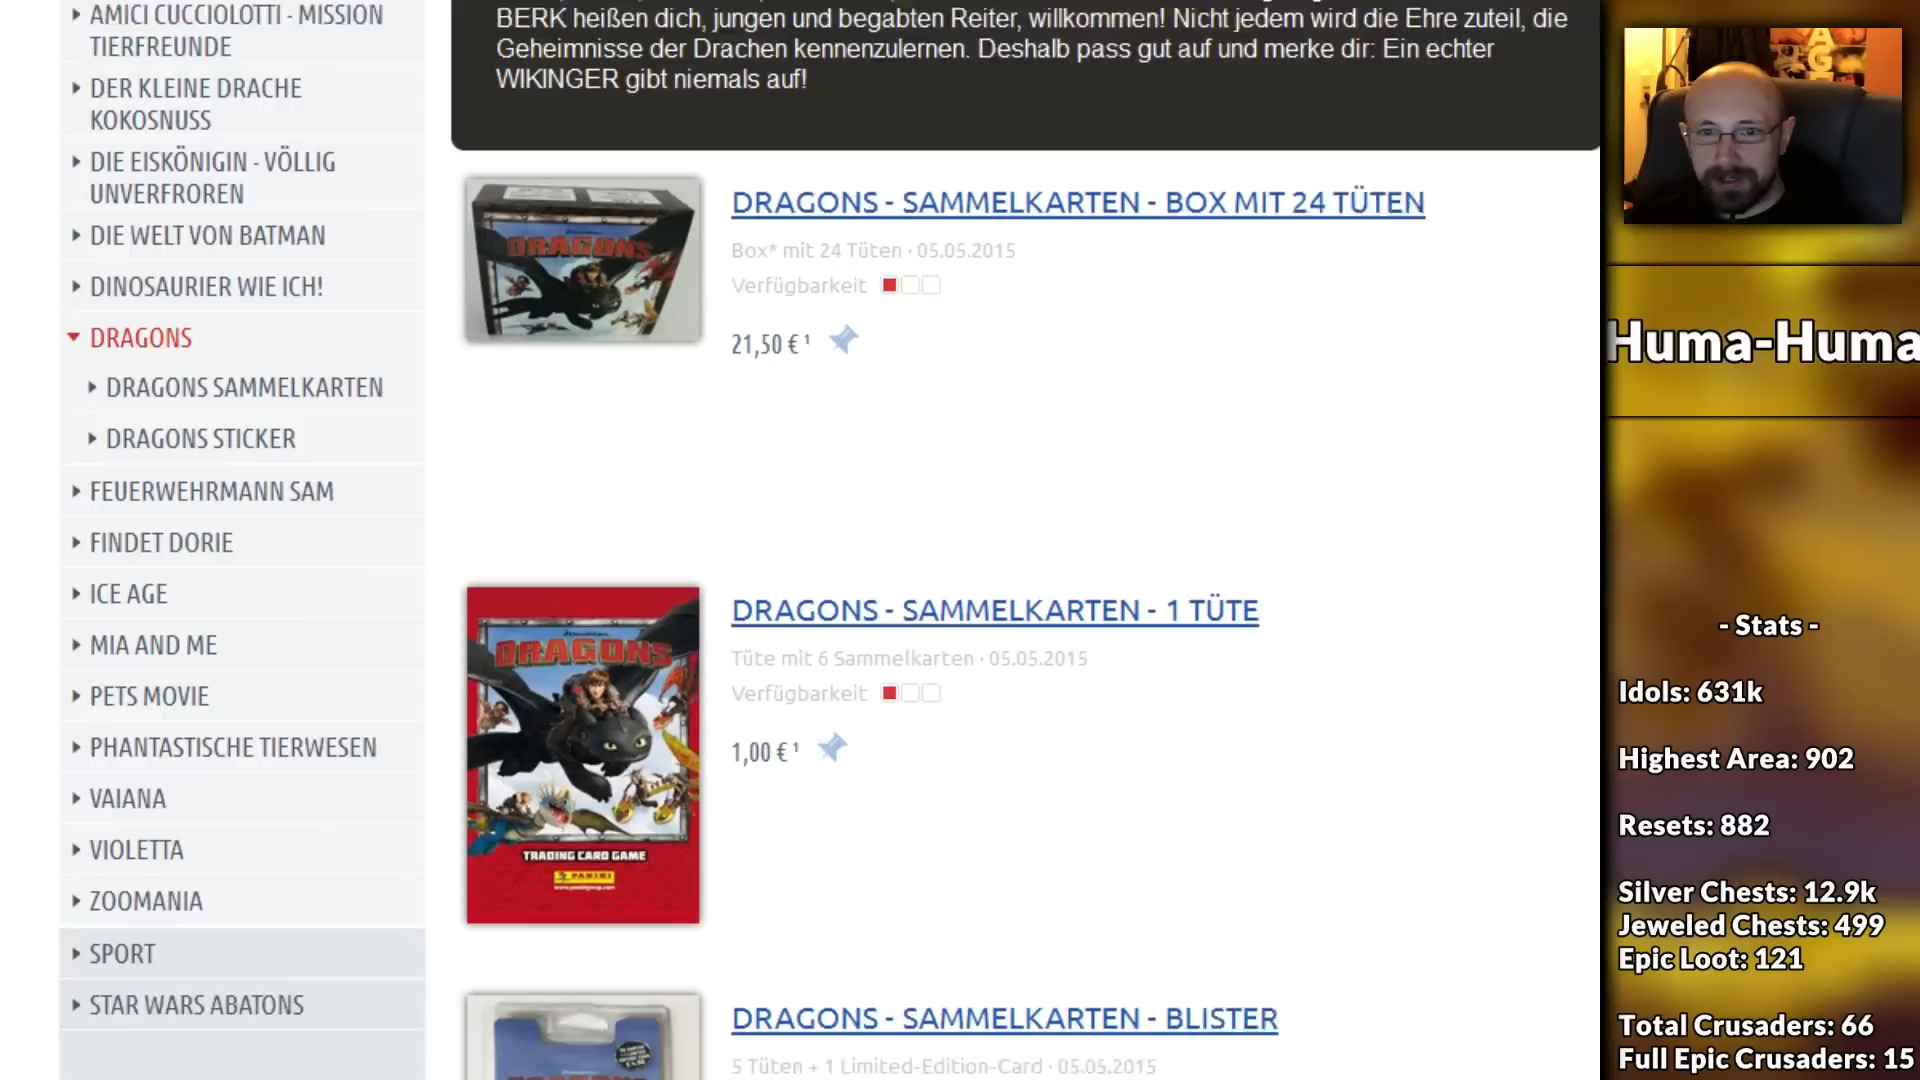 AMICI CUCCIOLOTTI - MISSION
TIERFREUNDE
DER KLEINE DRACHE
KOKOSNUSS
DIE EISKÖNIGIN - VÖLLIG
UNVERFROREN
DIE WELT VON BATMAN
DINOSAURIER WIE ICH!
DRAGONS
DRAGONS SAMMELKARTEN
DRAGONS STICKER
FEUERWEHRMANN SAM
FINDET DORIE
ICE AGE
MIA AND ME
PETS MOVIE
PHANTASTISCHE TIERWESEN
VAIANA
VIOLETTA
ZOOMANIA
SPORT
STAR WARS ABATONS
BERK heißen dich, jungen und begabten Reiter, willkommen! Nicht jedem wird die Ehre zuteil, die
Geheimnisse der Drachen kennenzulernen. Deshalb pass gut auf und merke dir: Ein echter
WIKINGER gibt niemals auf!
DRAGONS
DRAGONS - SAMMELKARTEN - BOX MIT 24 TÜTEN
Box* mit 24 Tüten · 05.05.2015
Verfügbarkeit
21,50 € ¹
DRAGONS
TRADING CARD GAME
PANINI
DRAGONS - SAMMELKARTEN - 1 TÜTE
Tüte mit 6 Sammelkarten · 05.05.2015
Verfügbarkeit
1,00 € ¹
DRAGONS - SAMMELKARTEN - BLISTER
5 Tüten + 1 Limited-Edition-Card · 05.05.2015
Huma-Huma
- Stats -
Idols: 631k
Highest Area: 902
Resets: 882
Silver Chests: 12.9k
Jeweled Chests: 499
Epic Loot: 121
Total Crusaders: 66
Full Epic Crusaders: 15